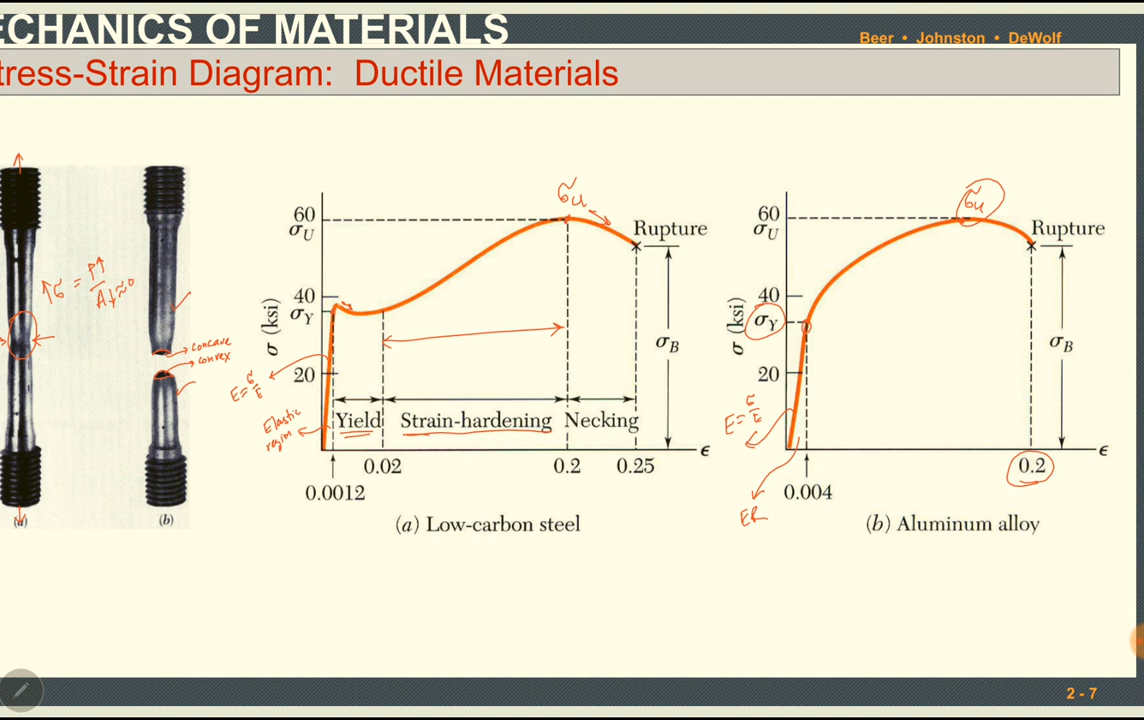 ECHANICS OF MATERIALS
Beer • Johnston • DeWolf
tress-Strain Diagram: Ductile Materials
↑σ = P↑ / A↓ ≈0
concave
convex
(a)
(b)
σ (ksi)
60
σU
40
σY
20
σu
Rupture
σB
E = σ/ε
Elastic
region
Yield
Strain-hardening
Necking
ϵ
0.02
0.2
0.25
0.0012
(a) Low-carbon steel
σ (ksi)
60
σU
40
σY
20
σu
Rupture
σB
E = σ/ε
ϵ
0.2
0.004
ER
(b) Aluminum alloy
2 - 7